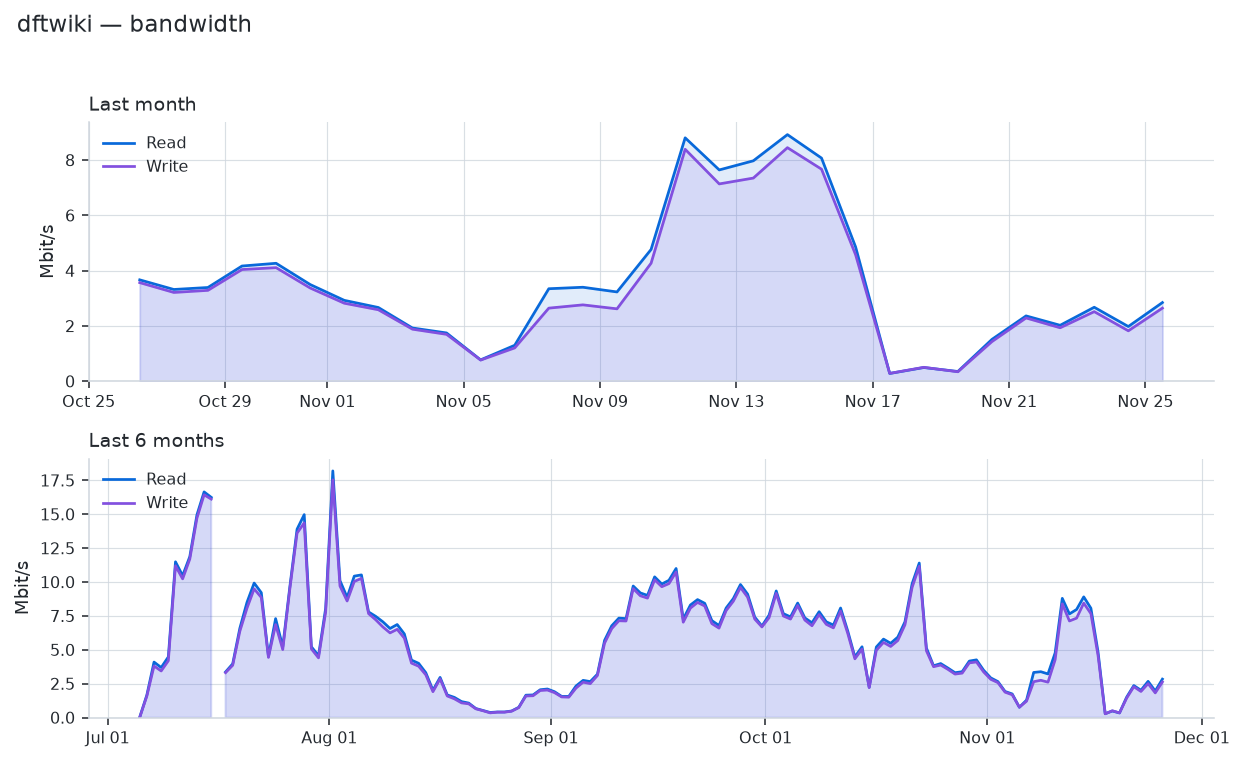 dftwiki — bandwidth
Last month
Read
Write
8
6
4
2
0
Mbit/s
Oct 25 Oct 29 Nov 01 Nov 05 Nov 09 Nov 13 Nov 17 Nov 21 Nov 25
Last 6 months
Read
Write
17.5
15.0
12.5
10.0
7.5
5.0
2.5
0.0
Mbit/s
Jul 01 Aug 01 Sep 01 Oct 01 Nov 01 Dec 01